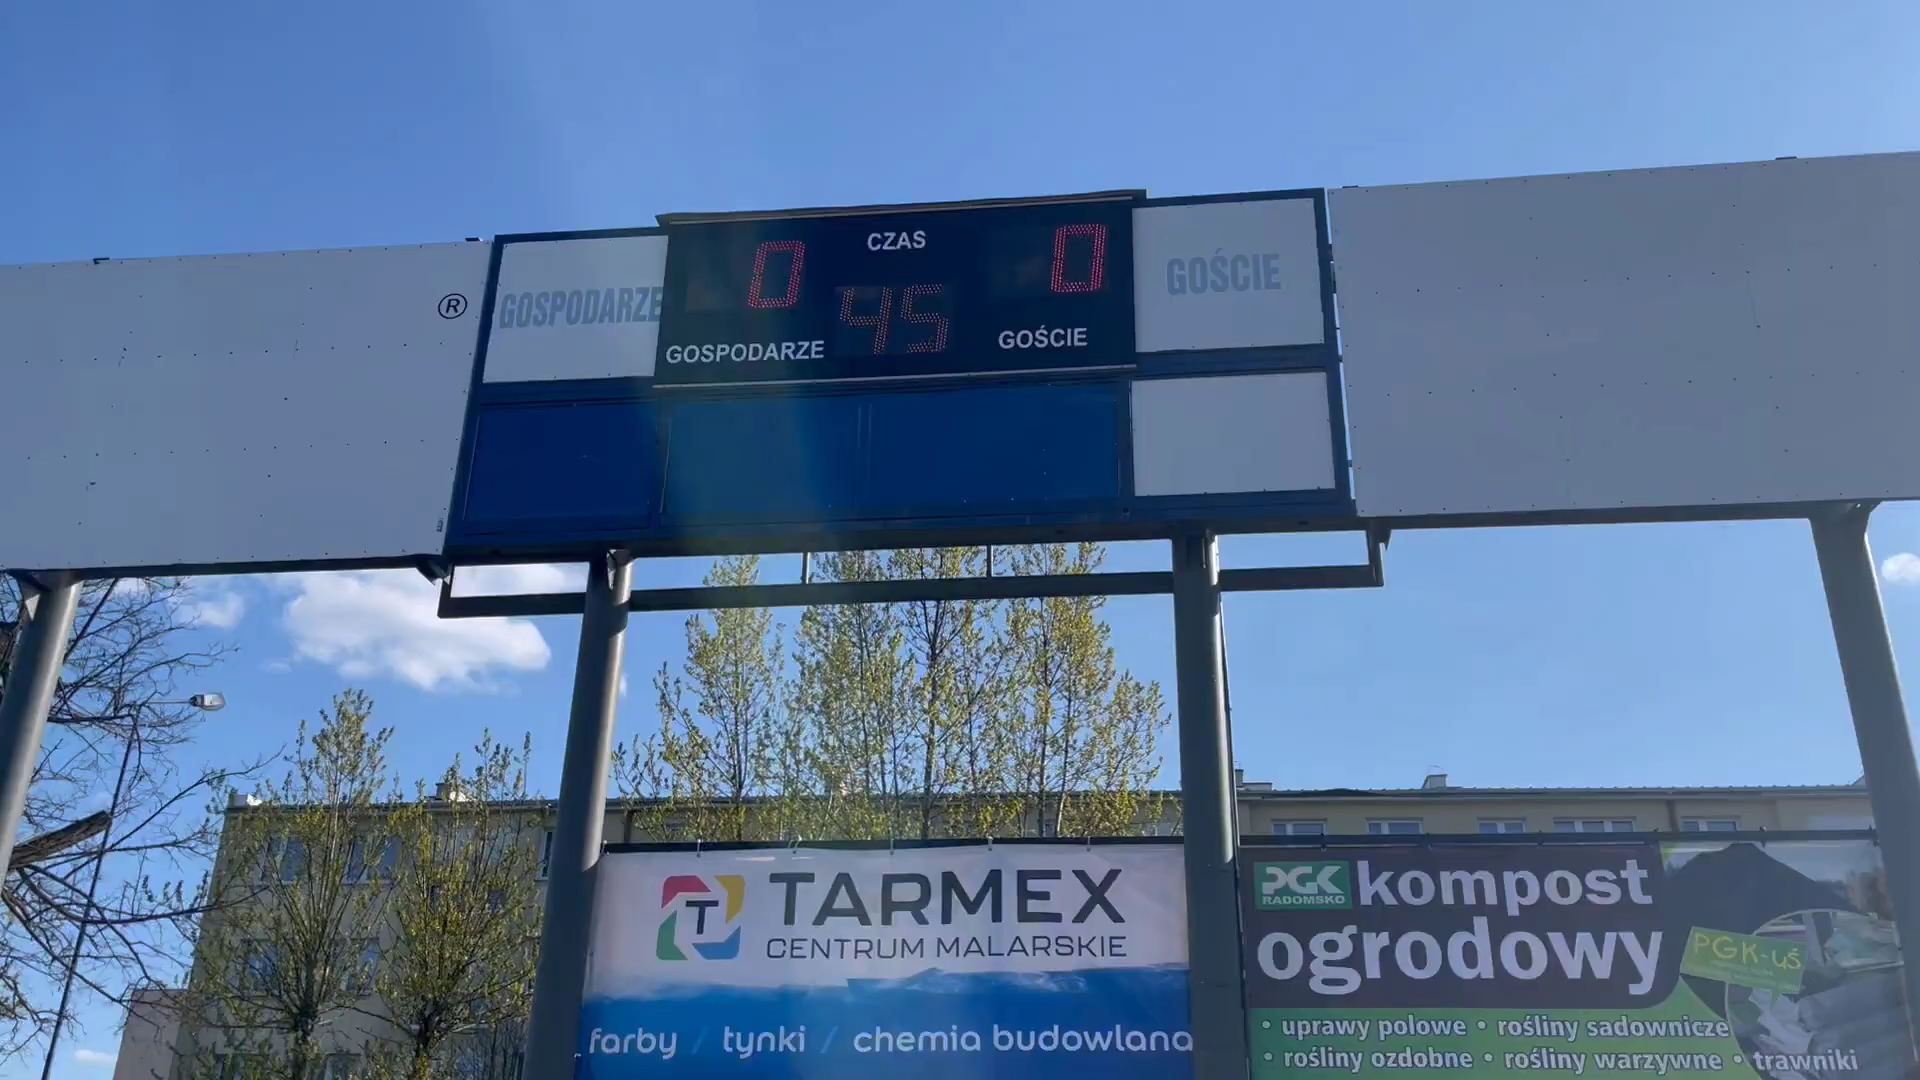 ®
GOSPODARZE
0
CZAS
0
GOŚCIE
45
GOSPODARZE
GOŚCIE
T
TARMEX
CENTRUM MALARSKIE
farby / tynki / chemia budowlana
PGK
RADOMSKO
kompost
ogrodowy
PGK-uś
• uprawy polowe • rośliny sadownicze
• rośliny ozdobne • rośliny warzywne • trawniki